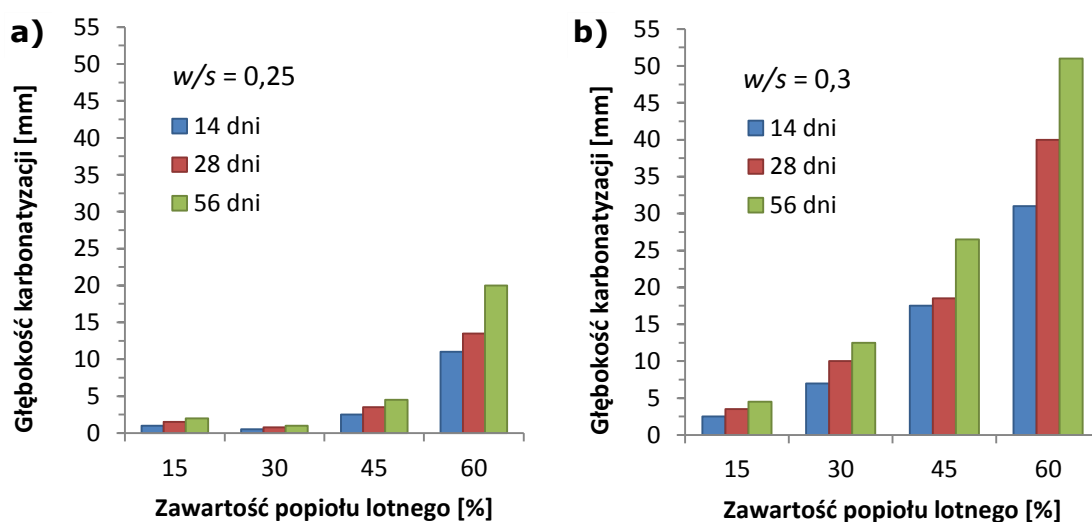 a)
Głębokość karbonatyzacji [mm]
55
50
45
40
35
30
25
20
15
10
5
0
w/s = 0,25
14 dni
28 dni
56 dni
15 30 45 60
Zawartość popiołu lotnego [%]
b)
Głębokość karbonatyzacji [mm]
55
50
45
40
35
30
25
20
15
10
5
0
w/s = 0,3
14 dni
28 dni
56 dni
15 30 45 60
Zawartość popiołu lotnego [%]